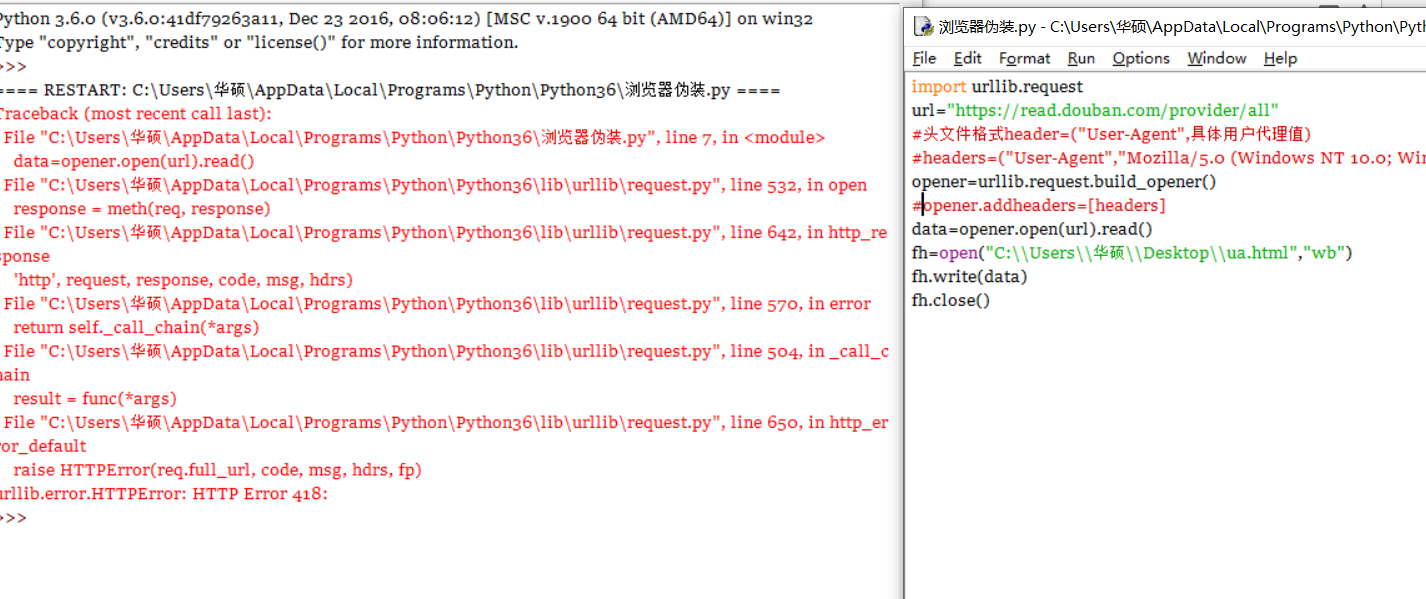 Python 3.6.0 (v3.6.0:41df79263a11, Dec 23 2016, 08:06:12) [MSC v.1900 64 bit (AMD64)] on win32
Type "copyright", "credits" or "license()" for more information.
>>>
==== RESTART: C:\Users\华硕\AppData\Local\Programs\Python\Python36\浏览器伪装.py ====
Traceback (most recent call last):
File "C:\Users\华硕\AppData\Local\Programs\Python\Python36\浏览器伪装.py", line 7, in <module>
data=opener.open(url).read()
File "C:\Users\华硕\AppData\Local\Programs\Python\Python36\lib\urllib\request.py", line 532, in open
response = meth(req, response)
File "C:\Users\华硕\AppData\Local\Programs\Python\Python36\lib\urllib\request.py", line 642, in http_re
sponse
'http', request, response, code, msg, hdrs)
File "C:\Users\华硕\AppData\Local\Programs\Python\Python36\lib\urllib\request.py", line 570, in error
return self._call_chain(*args)
File "C:\Users\华硕\AppData\Local\Programs\Python\Python36\lib\urllib\request.py", line 504, in _call_c
hain
result = func(*args)
File "C:\Users\华硕\AppData\Local\Programs\Python\Python36\lib\urllib\request.py", line 650, in http_er
ror_default
raise HTTPError(req.full_url, code, msg, hdrs, fp)
urllib.error.HTTPError: HTTP Error 418:
>>>
浏览器伪装.py - C:\Users\华硕\AppData\Local\Programs\Python\Pyth
File Edit Format Run Options Window Help
import urllib.request
url="https://read.douban.com/provider/all"
#头文件格式header=("User-Agent",具体用户代理值)
#headers=("User-Agent","Mozilla/5.0 (Windows NT 10.0; Win
opener=urllib.request.build_opener()
#opener.addheaders=[headers]
data=opener.open(url).read()
fh=open("C:\\Users\\华硕\\Desktop\\ua.html","wb")
fh.write(data)
fh.close()